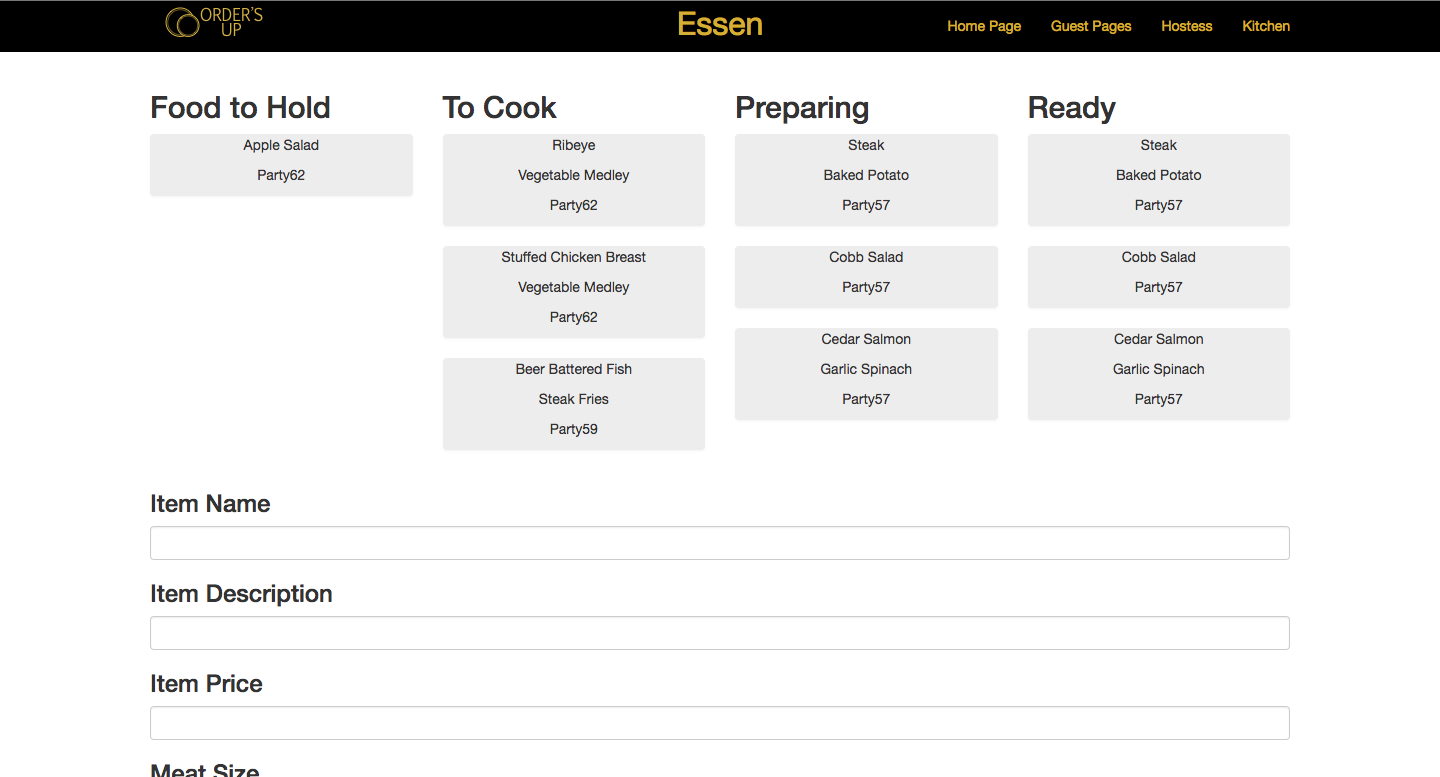 ORDER'S
UP
Essen
Home Page
Guest Pages
Hostess
Kitchen
Food to Hold
Apple Salad
Party62
To Cook
Ribeye
Vegetable Medley
Party62
Stuffed Chicken Breast
Vegetable Medley
Party62
Beer Battered Fish
Steak Fries
Party59
Preparing
Steak
Baked Potato
Party57
Cobb Salad
Party57
Cedar Salmon
Garlic Spinach
Party57
Ready
Steak
Baked Potato
Party57
Cobb Salad
Party57
Cedar Salmon
Garlic Spinach
Party57
Item Name
Item Description
Item Price
Meat Size